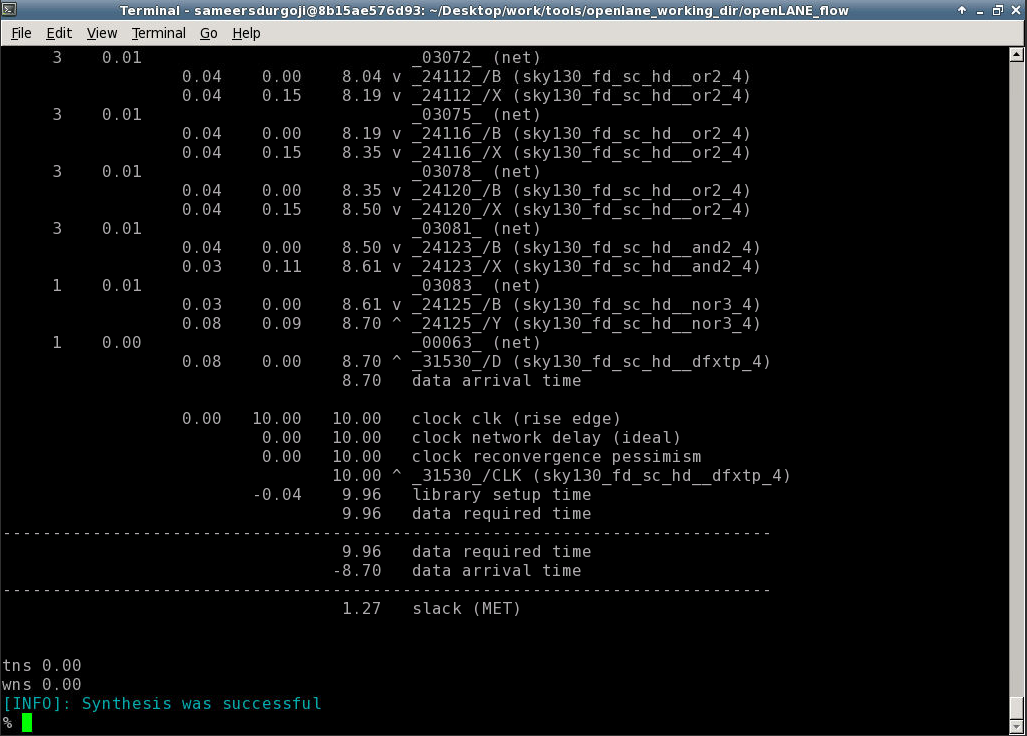 Terminal - sameersdurgoji@8b15ae576d93: ~/Desktop/work/tools/openlane_working_dir/openLANE_flow
File Edit View Terminal Go Help
3 0.01 _03072_ (net)
0.04 0.00 8.04 v _24112_/B (sky130_fd_sc_hd__or2_4)
0.04 0.15 8.19 v _24112_/X (sky130_fd_sc_hd__or2_4)
3 0.01 _03075_ (net)
0.04 0.00 8.19 v _24116_/B (sky130_fd_sc_hd__or2_4)
0.04 0.15 8.35 v _24116_/X (sky130_fd_sc_hd__or2_4)
3 0.01 _03078_ (net)
0.04 0.00 8.35 v _24120_/B (sky130_fd_sc_hd__or2_4)
0.04 0.15 8.50 v _24120_/X (sky130_fd_sc_hd__or2_4)
3 0.01 _03081_ (net)
0.04 0.00 8.50 v _24123_/B (sky130_fd_sc_hd__and2_4)
0.03 0.11 8.61 v _24123_/X (sky130_fd_sc_hd__and2_4)
1 0.01 _03083_ (net)
0.03 0.00 8.61 v _24125_/B (sky130_fd_sc_hd__nor3_4)
0.08 0.09 8.70 ^ _24125_/Y (sky130_fd_sc_hd__nor3_4)
1 0.00 _00063_ (net)
0.08 0.00 8.70 ^ _31530_/D (sky130_fd_sc_hd__dfxtp_4)
8.70 data arrival time
0.00 10.00 10.00 clock clk (rise edge)
0.00 10.00 clock network delay (ideal)
0.00 10.00 clock reconvergence pessimism
10.00 ^ _31530_/CLK (sky130_fd_sc_hd__dfxtp_4)
-0.04 9.96 library setup time
9.96 data required time
-----------------------------------------------------------------------------
9.96 data required time
-8.70 data arrival time
-----------------------------------------------------------------------------
1.27 slack (MET)
tns 0.00
wns 0.00
[INFO]: Synthesis was successful
%